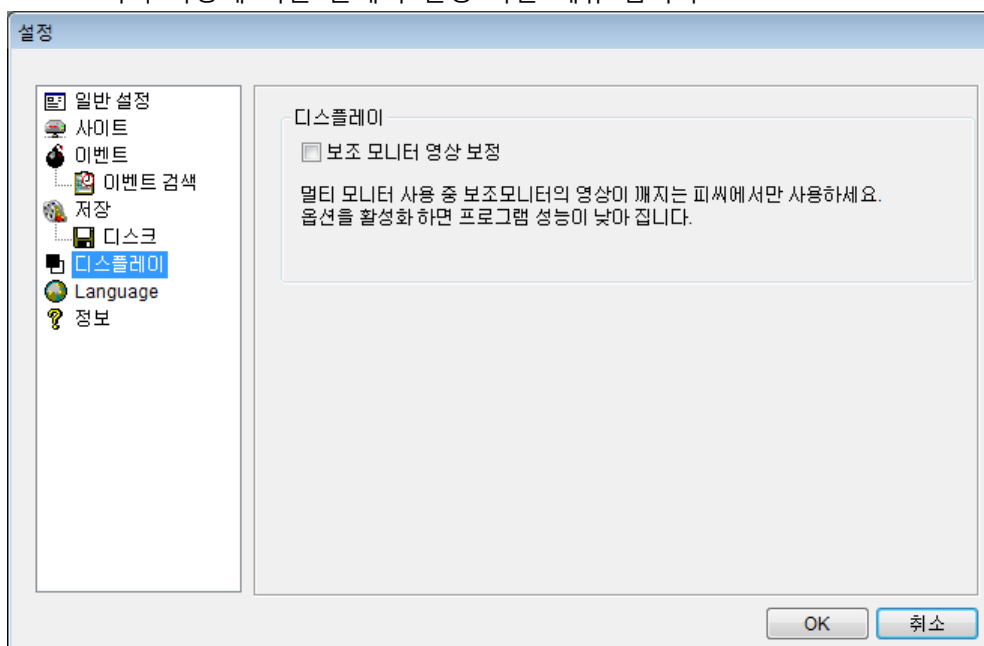 설정
일반 설정
사이트
이벤트
이벤트 검색
저장
디스크
디스플레이
Language
정보
디스플레이
보조 모니터 영상 보정
멀티 모니터 사용 중 보조모니터의 영상이 깨지는 피씨에서만 사용하세요.
옵션을 활성화 하면 프로그램 성능이 낮아 집니다.
OK
취소